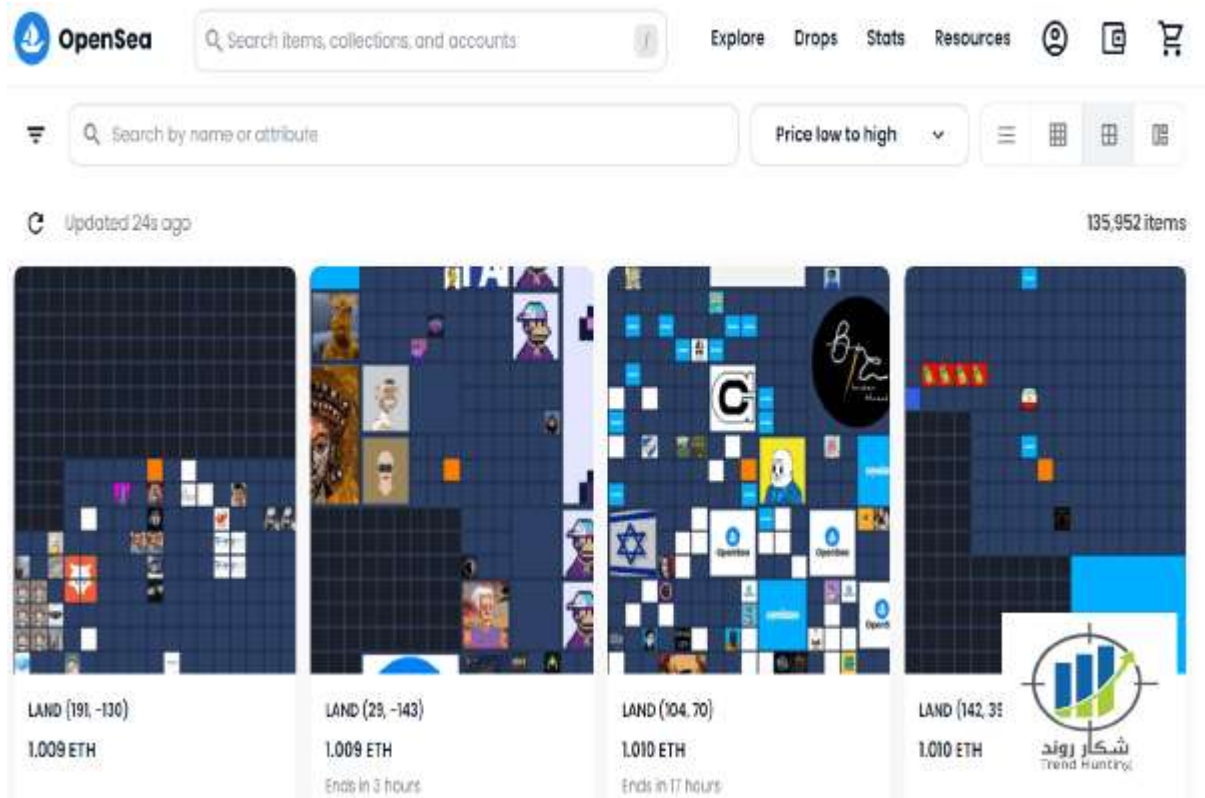 OpenSea
Search items, collections, and accounts
/
Explore Drops Stats Resources
Search by name or attribute
Price low to high
Updated 24s ago
135,952 items
C
OpenSea
OpenSea
LAND (191, -130)
1.009 ETH
LAND (29, -143)
1.009 ETH
Ends in 3 hours
LAND (104, 70)
1.010 ETH
Ends in 17 hours
LAND (142, 
1.010 ETH
شکار روند
Trend Hunting